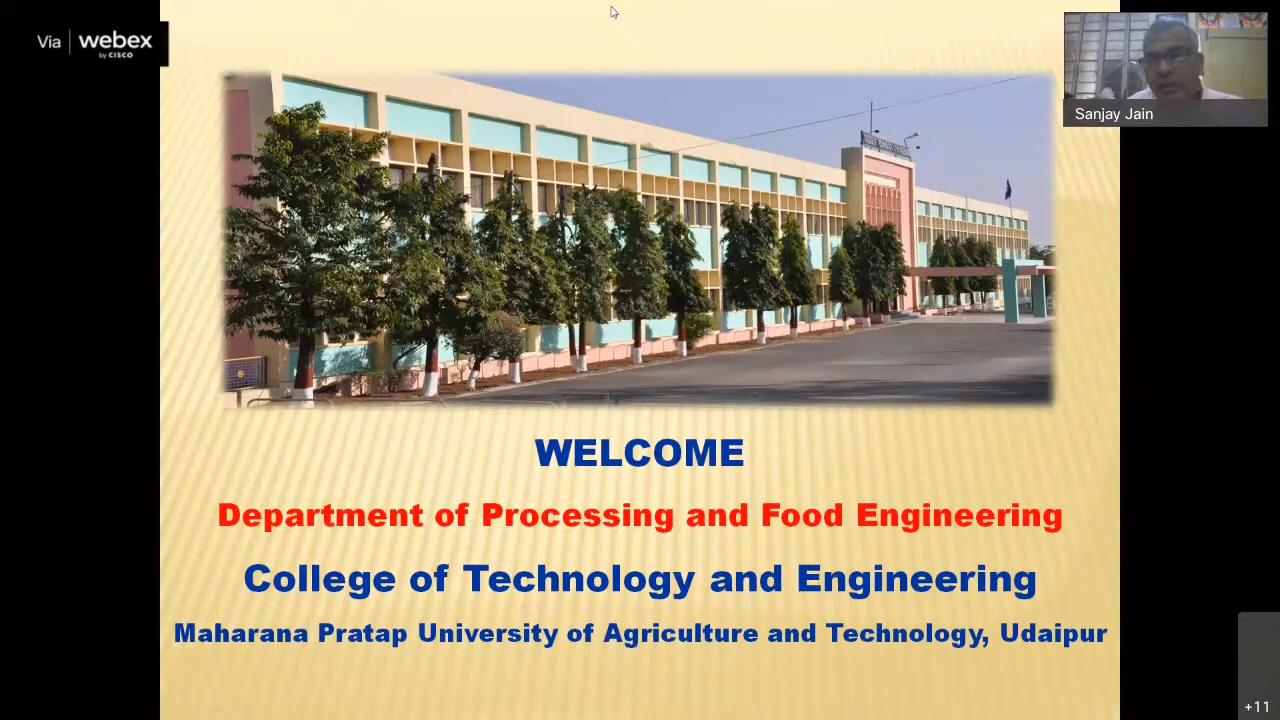 Via webex
by CISCO
Sanjay Jain
WELCOME
Department of Processing and Food Engineering
College of Technology and Engineering
Maharana Pratap University of Agriculture and Technology, Udaipur
+11